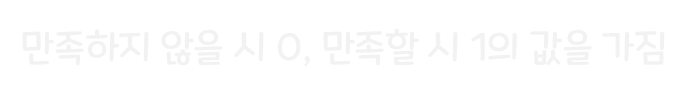 만족하지 않을 시 0, 만족할 시 1의 값을 가짐